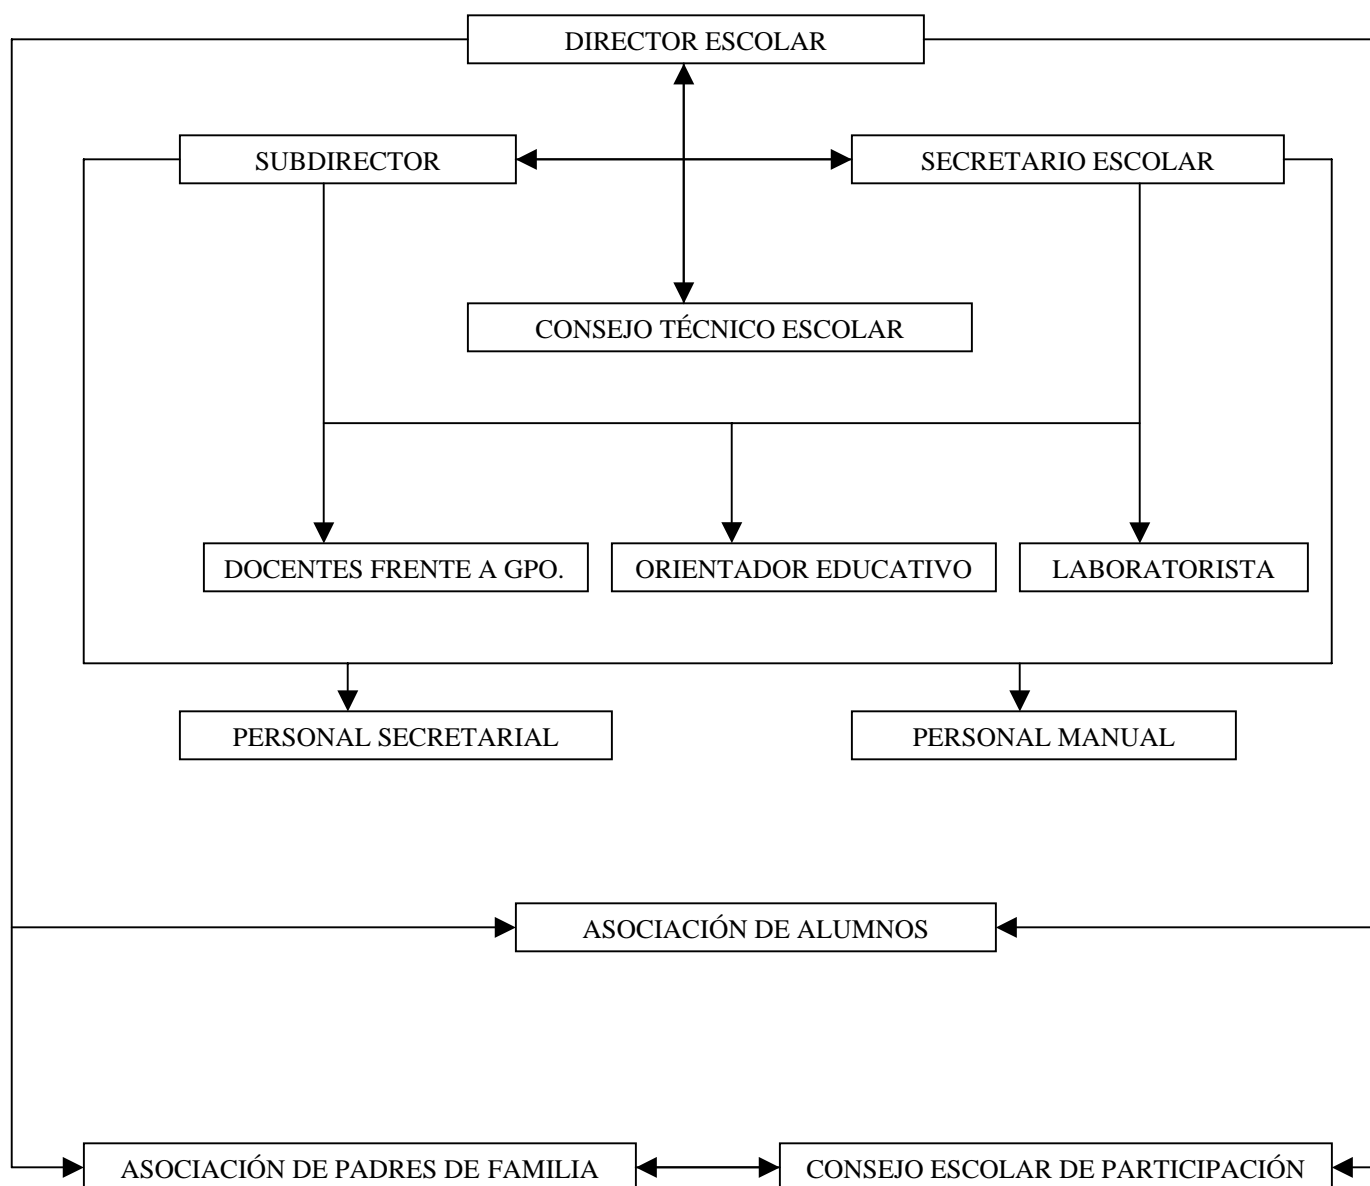 DIRECTOR ESCOLAR
SUBDIRECTOR
SECRETARIO ESCOLAR
CONSEJO TÉCNICO ESCOLAR
DOCENTES FRENTE A GPO.
ORIENTADOR EDUCATIVO
LABORATORISTA
PERSONAL SECRETARIAL
PERSONAL MANUAL
ASOCIACIÓN DE ALUMNOS
ASOCIACIÓN DE PADRES DE FAMILIA
CONSEJO ESCOLAR DE PARTICIPACIÓN